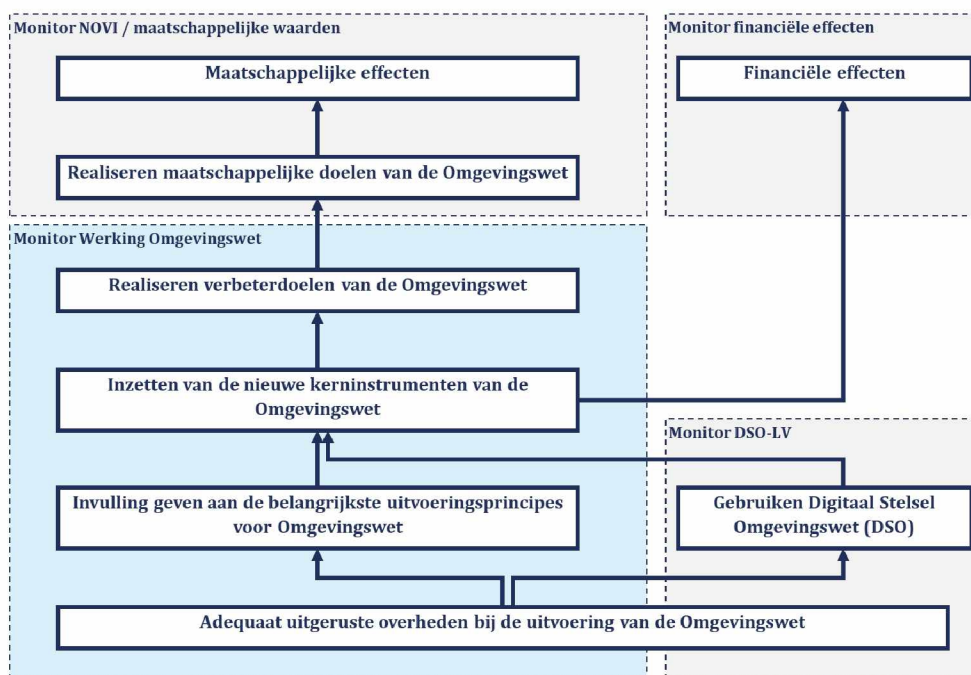 Monitor NOVI / maatschappelijke waarden
Maatschappelijke effecten
Realiseren maatschappelijke doelen van de Omgevingswet
Monitor financiële effecten
Financiële effecten
Monitor Werking Omgevingswet
Realiseren verbeterdoelen van de Omgevingswet
Inzetten van de nieuwe kerninstrumenten van de
Omgevingswet
Invulling geven aan de belangrijkste uitvoeringsprincipes
voor Omgevingswet
Monitor DSO-LV
Gebruiken Digitaal Stelsel
Omgevingswet (DSO)
Adequaat uitgeruste overheden bij de uitvoering van de Omgevingswet